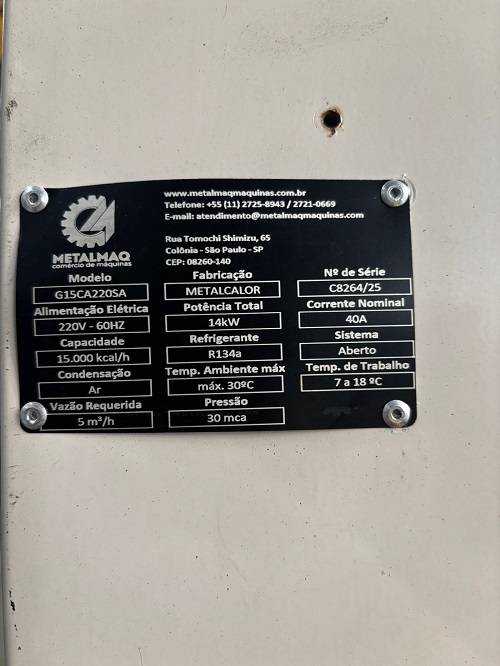 www.metalmaqmaquinas.com.br
Telefone: +55 (11) 2725-8943 / 2721-0669
E-mail: atendimento@metalmaqmaquinas.com
Rua Tomochi Shimizu, 65
Colônia - São Paulo - SP
CEP: 08260-140
METALMAQ
comércio de máquinas
Modelo
G15CA220SA
Fabricação
METALCALOR
Nº de Série
C8264/25
Alimentação Elétrica
220V - 60HZ
Potência Total
14kW
Corrente Nominal
40A
Capacidade
15.000 kcal/h
Refrigerante
R134a
Sistema
Aberto
Condensação
Ar
Temp. Ambiente máx
máx. 30ºC
Temp. de Trabalho
7 a 18 ºC
Vazão Requerida
5 m³/h
Pressão
30 mca